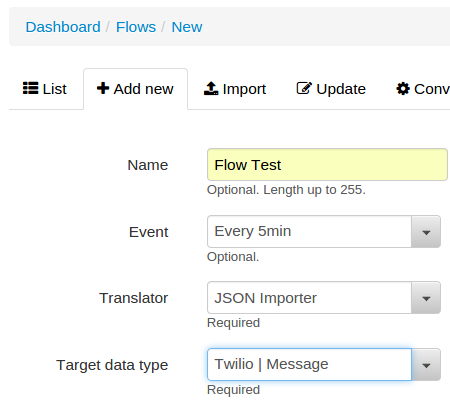 Dashboard / Flows / New
List Add new Import Update Conv
Name Flow Test
Optional. Length up to 255.
Event Every 5min
Optional.
Translator JSON Importer
Required
Target data type Twilio | Message
Required